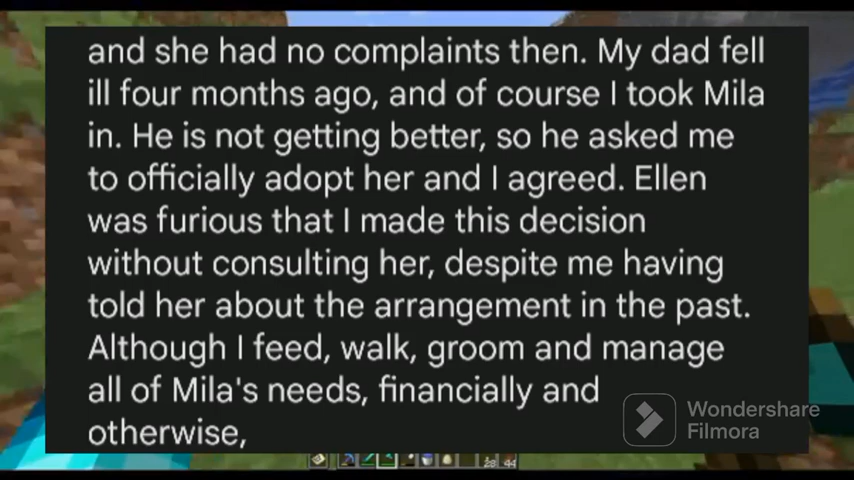 and she had no complaints then. My dad fell
ill four months ago, and of course I took Mila
in. He is not getting better, so he asked me
to officially adopt her and I agreed. Ellen
was furious that I made this decision
without consulting her, despite me having
told her about the arrangement in the past.
Although I feed, walk, groom and manage
all of Mila's needs, financially and
otherwise,
Wondershare
Filmora
28 44